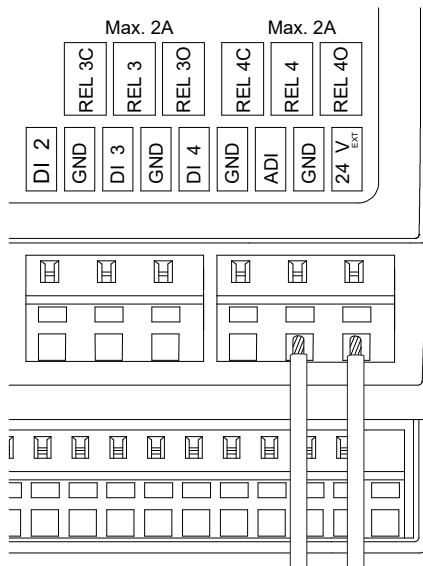 Max. 2A Max. 2A
REL 3C REL 3 REL 3O REL 4C REL 4 REL 4O
DI 2 GND DI 3 GND DI 4 GND ADI GND 24 V EXT